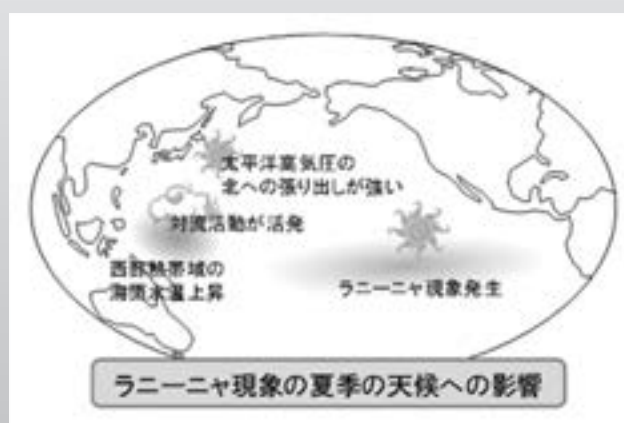 太平洋高気圧の
北への張り出しが強い
対流活動が活発
西部熱帯域の
海面水温上昇
ラニーニャ現象発生
ラニーニャ現象の夏季の天候への影響